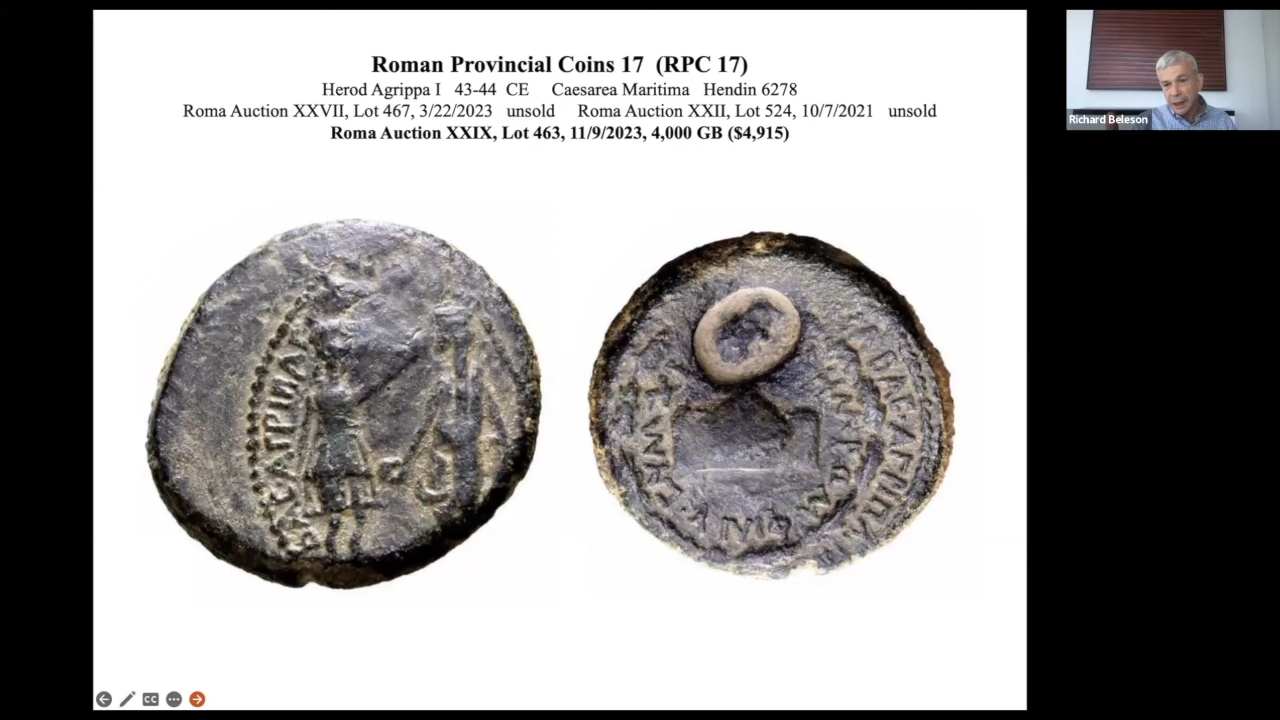 Roman Provincial Coins 17 (RPC 17)
Herod Agrippa I 43-44 CE Caesarea Maritima Hendin 6278
Roma Auction XXVII, Lot 467, 3/22/2023 unsold Roma Auction XXII, Lot 524, 10/7/2021 unsold
Roma Auction XXIX, Lot 463, 11/9/2023, 4,000 GB ($4,915)
Richard Beleson
CC